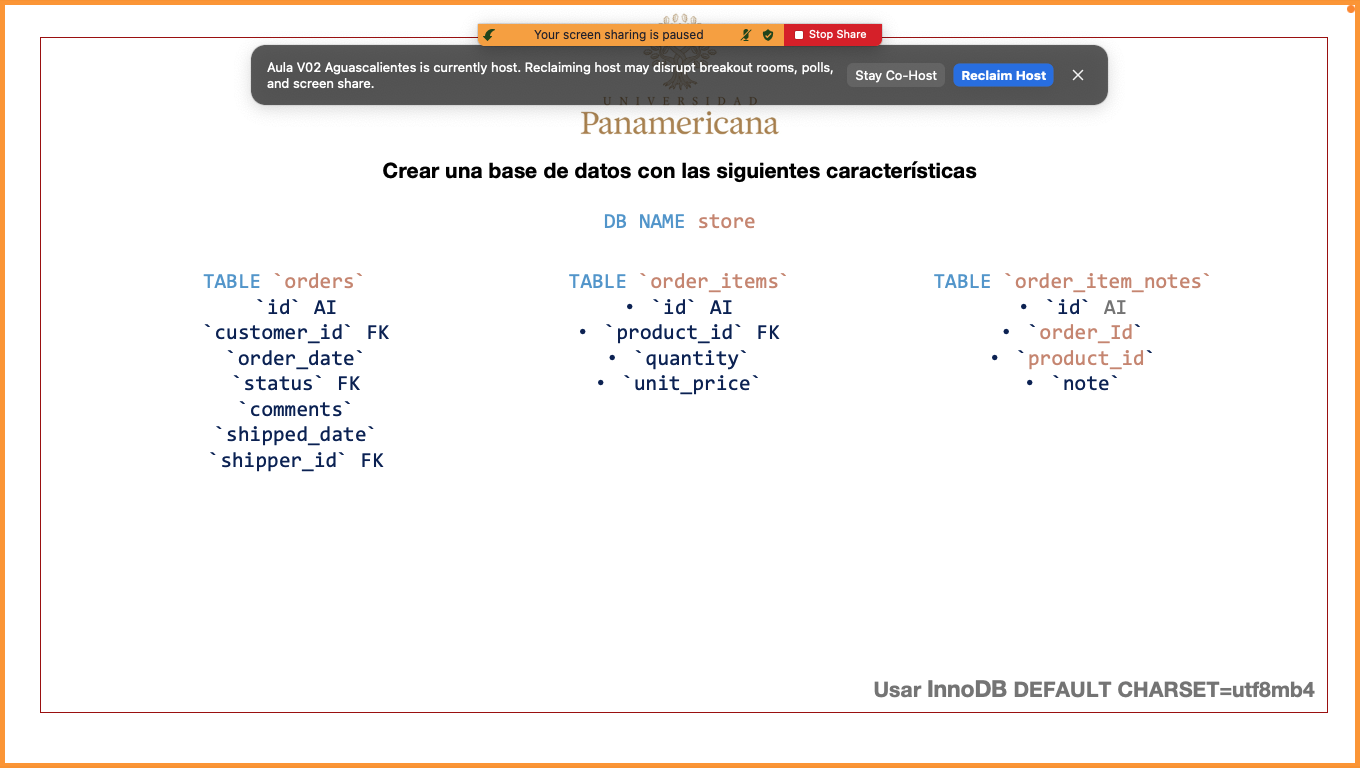 Your screen sharing is paused
Stop Share
Aula V02 Aguascalientes is currently host. Reclaiming host may disrupt breakout rooms, polls,
and screen share.
Stay Co-Host
Reclaim Host
UNIVERSIDAD
Panamericana
Crear una base de datos con las siguientes características
DB NAME store
TABLE `orders`
`id` AI
`customer_id` FK
`order_date`
`status` FK
`comments`
`shipped_date`
`shipper_id` FK
TABLE `order_items`
• `id` AI
• `product_id` FK
• `quantity`
• `unit_price`
TABLE `order_item_notes`
• `id` AI
• `order_Id`
• `product_id`
• `note`
Usar InnoDB DEFAULT CHARSET=utf8mb4